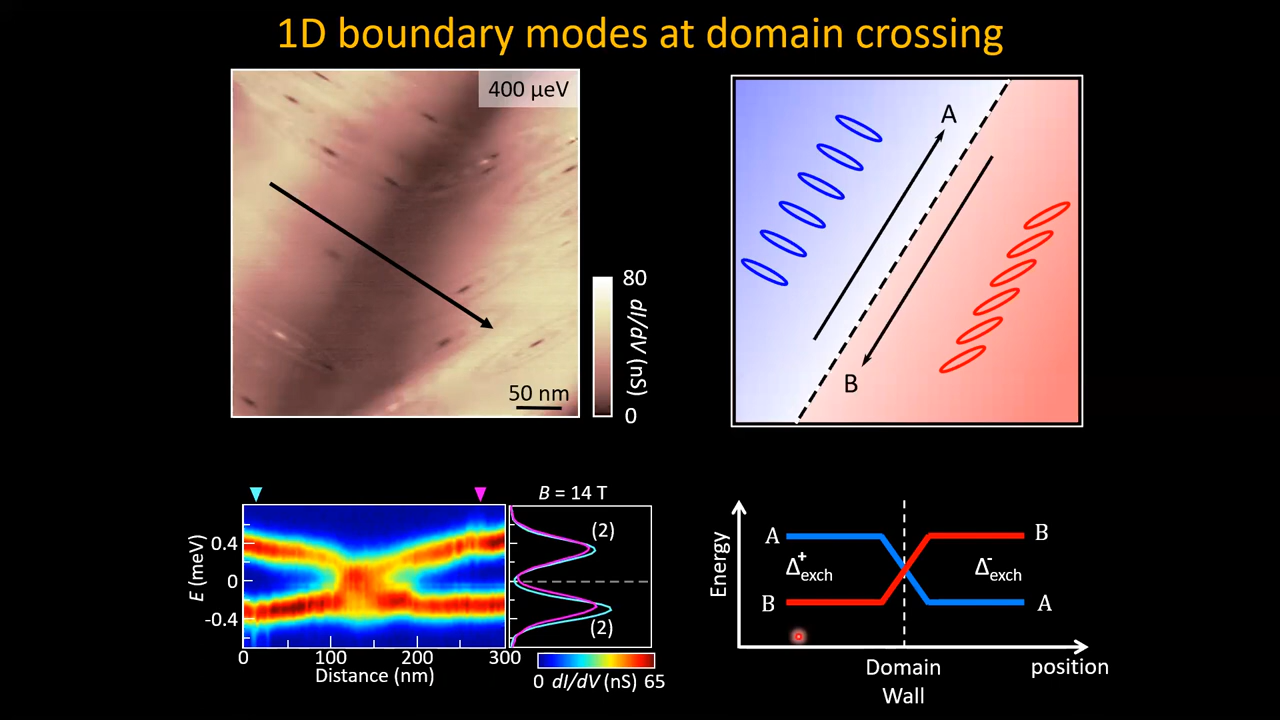 1D boundary modes at domain crossing
400 µeV
80
dI/dV (nS)
0
50 nm
A
B
B = 14 T
(2)
(2)
E (meV)
0.4
0
-0.4
0
100
200
300
Distance (nm)
0 dI/dV (nS) 65
Energy
A
B
Δ⁺exch
Δ⁻exch
B
A
Domain
Wall
position